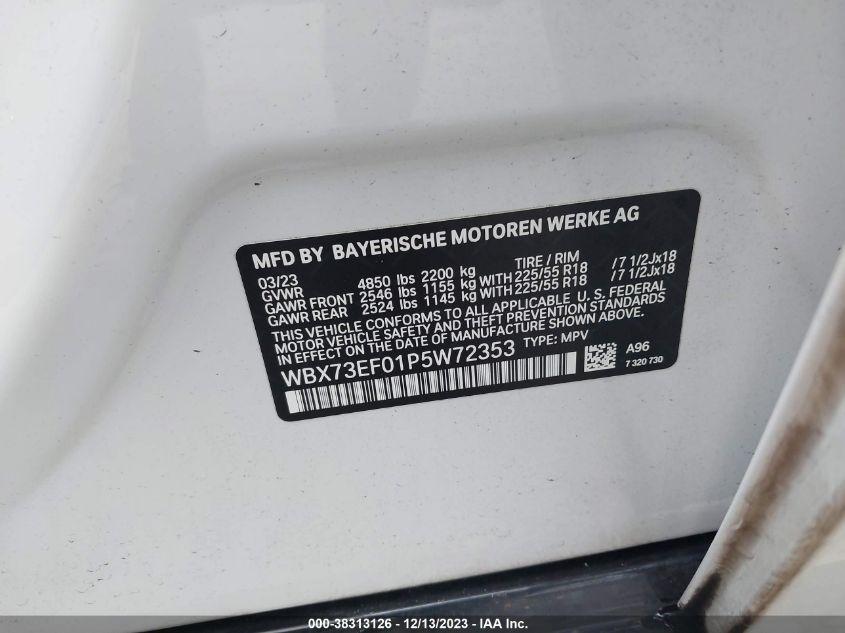 MFD BY BAYERISCHE MOTOREN WERKE AG
03/23 TIRE / RIM
GVWR 4850 lbs 2200 kg
GAWR FRONT 2546 lbs 1155 kg WITH 225/55 R18 /7 1/2Jx18
GAWR REAR 2524 lbs 1145 kg WITH 225/55 R18 /7 1/2Jx18
THIS VEHICLE CONFORMS TO ALL APPLICABLE U. S. FEDERAL
MOTOR VEHICLE SAFETY AND THEFT PREVENTION STANDARDS
IN EFFECT ON THE DATE OF MANUFACTURE SHOWN ABOVE.
WBX73EF01P5W72353 TYPE: MPV
A96
7 320 730
000-38313126 - 12/13/2023 - IAA Inc.